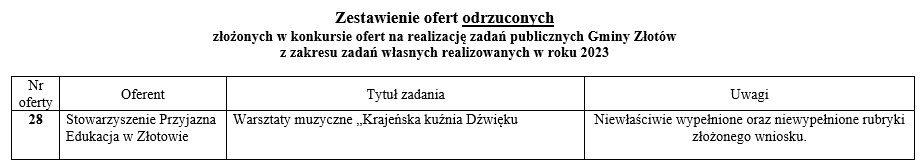 Zestawienie ofert odrzuconych
złożonych w konkursie ofert na realizację zadań publicznych Gminy Złotów
z zakresu zadań własnych realizowanych w roku 2023
Nr
oferty
Oferent
Tytuł zadania
Uwagi
28
Stowarzyszenie Przyjazna
Edukacja w Złotowie
Warsztaty muzyczne „Krajeńska kuźnia Dźwięku
Niewłaściwie wypełnione oraz niewypełnione rubryki
złożonego wniosku.